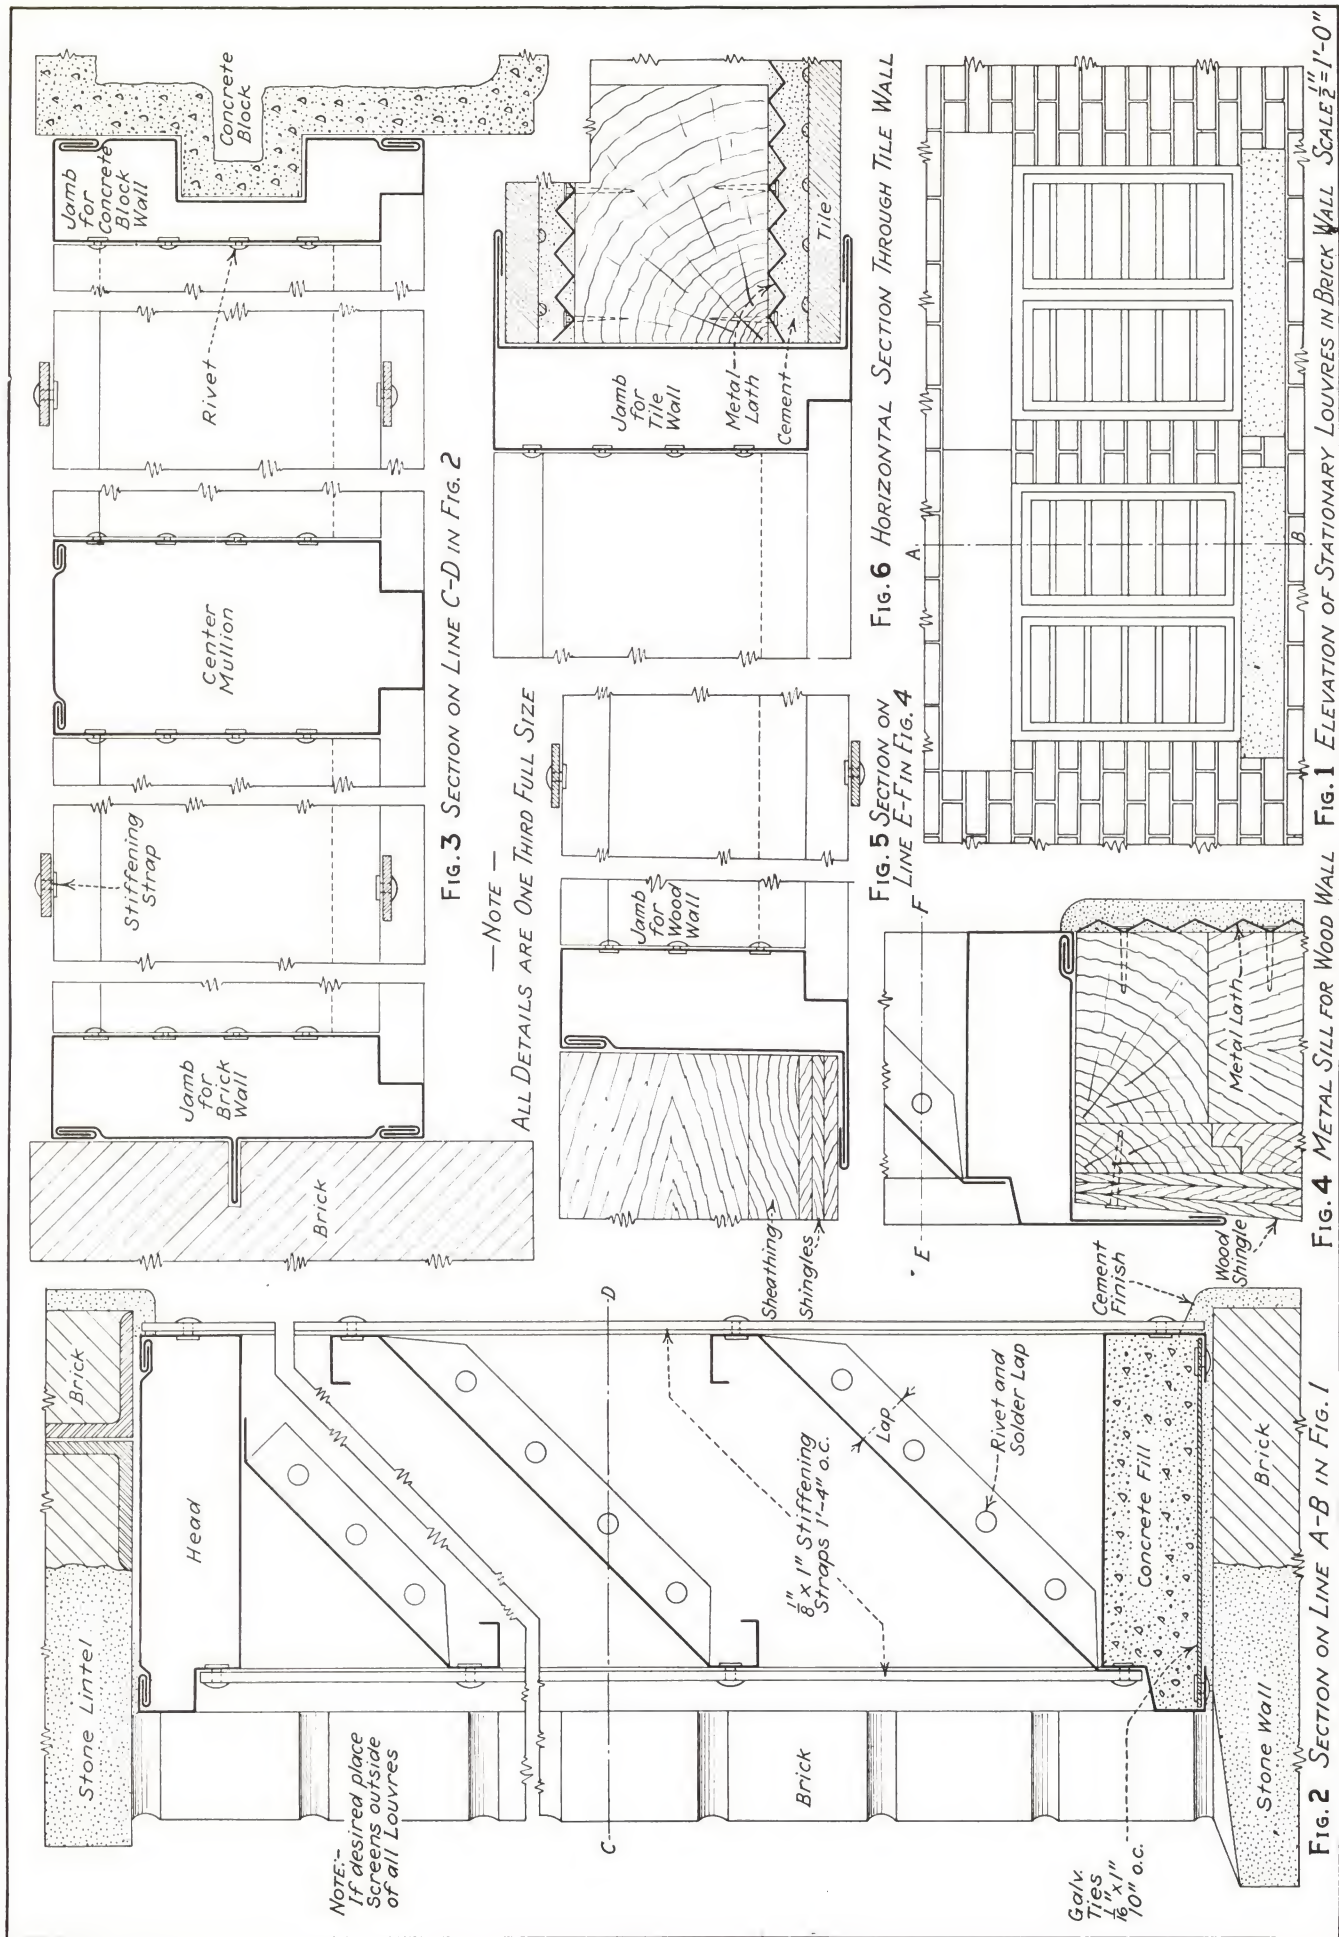 Stone Lintel
Brick
Head
NOTE:-
If desired place
Screens outside
of all Louvres
C
D
Brick
1/8" x 1" Stiffening
Straps 1'-4" o.c.
Lap
Rivet and
Solder Lap
Concrete Fill
Galv.
Ties
1/16" x 1"
10" o.c.
Cement
Finish
Stone Wall
Brick
FIG. 2 SECTION ON LINE A-B IN FIG. 1
Brick
Jamb
for
Brick
Wall
Stiffening
Strap
Center
Mullion
Rivet
Jamb
for
Concrete
Block
Wall
Concrete
Block
FIG. 3 SECTION ON LINE C-D IN FIG. 2
—NOTE—
ALL DETAILS ARE ONE THIRD FULL SIZE
Sheathing
Shingles
Jamb
for
Wood
Wall
FIG. 5 SECTION ON
LINE E-F IN FIG. 4
Jamb
for
Tile
Wall
Metal
Lath
Cement
Tile
FIG. 6 HORIZONTAL SECTION THROUGH TILE WALL
E
F
Wood
Shingle
Metal Lath
FIG. 4 METAL SILL FOR WOOD WALL
A
B
FIG. 1 ELEVATION OF STATIONARY LOUVRES IN BRICK WALL SCALE 1/2"=1'-0"